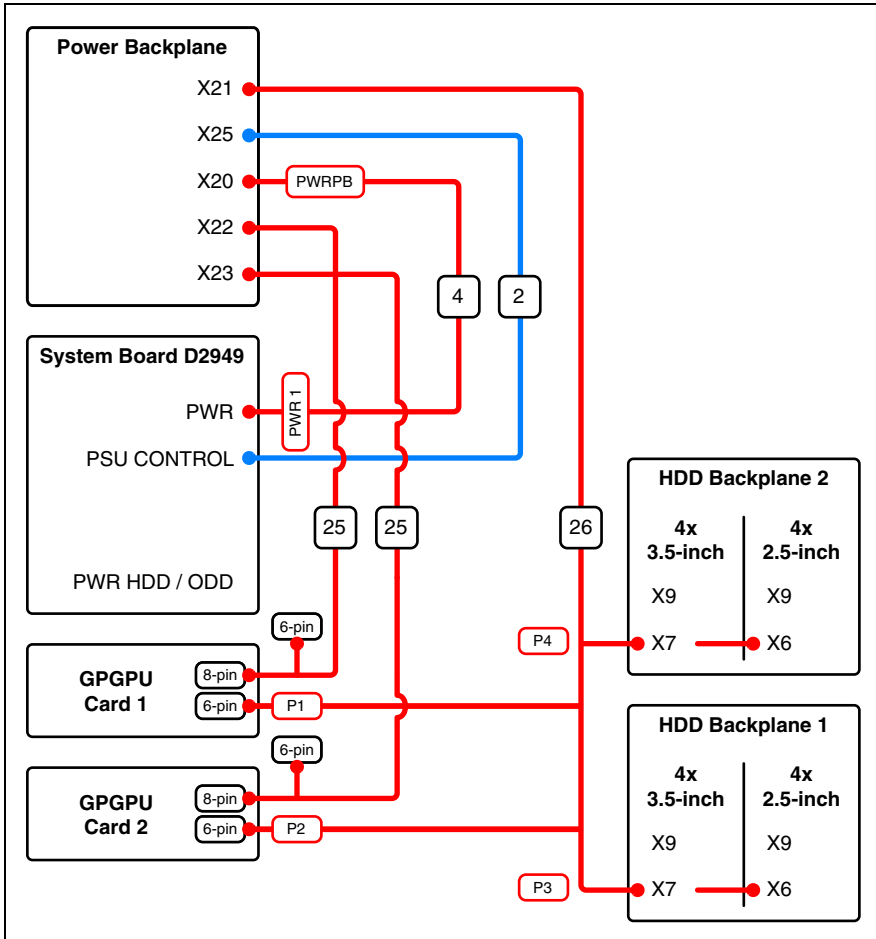 Power Backplane
X21
X25
X20
PWRPB
X22
X23
4
2
System Board D2949
PWR
PWR 1
PSU CONTROL
25
25
26
PWR HDD / ODD
HDD Backplane 2
4x
3.5-inch
4x
2.5-inch
X9
X9
P4
X7
X6
GPGPU
Card 1
8-pin
6-pin
6-pin
P1
HDD Backplane 1
4x
3.5-inch
4x
2.5-inch
X9
X9
P3
X7
X6
GPGPU
Card 2
8-pin
6-pin
6-pin
P2